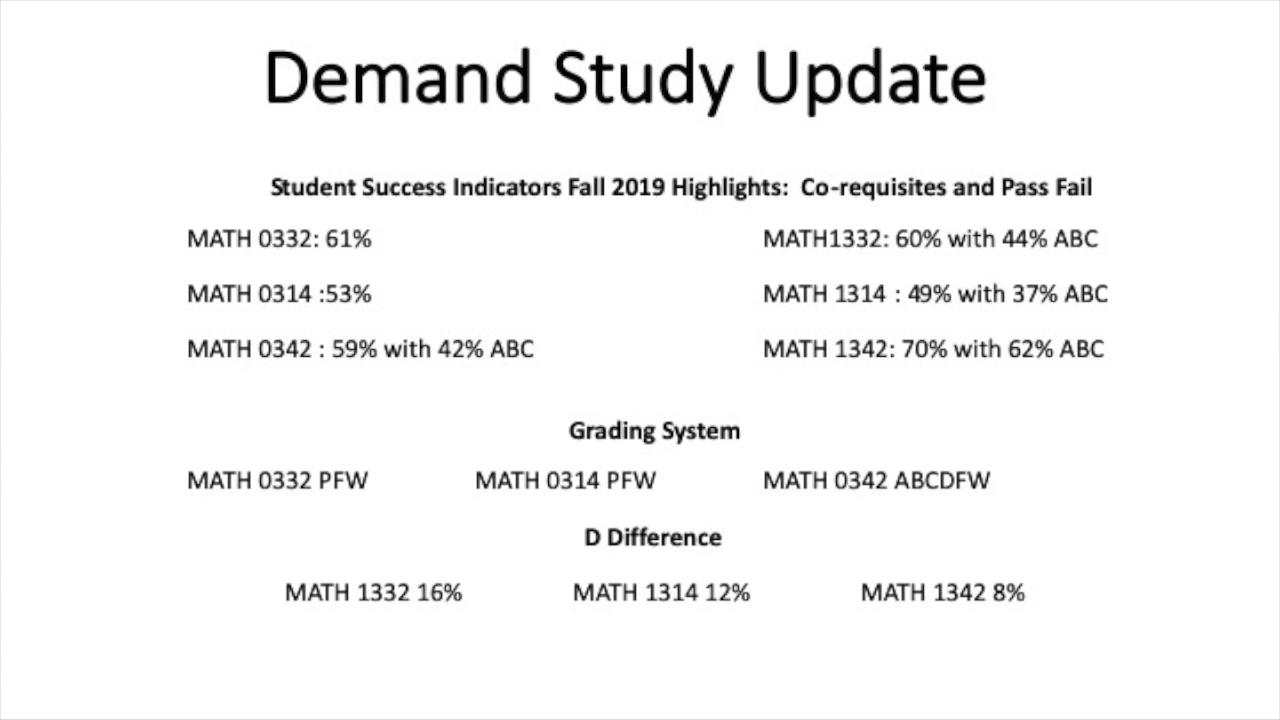 Demand Study Update
Student Success Indicators Fall 2019 Highlights: Co-requisites and Pass Fail
MATH 0332: 61% MATH1332: 60% with 44% ABC
MATH 0314 :53% MATH 1314 : 49% with 37% ABC
MATH 0342 : 59% with 42% ABC MATH 1342: 70% with 62% ABC
Grading System
MATH 0332 PFW MATH 0314 PFW MATH 0342 ABCDFW
D Difference
MATH 1332 16% MATH 1314 12% MATH 1342 8%